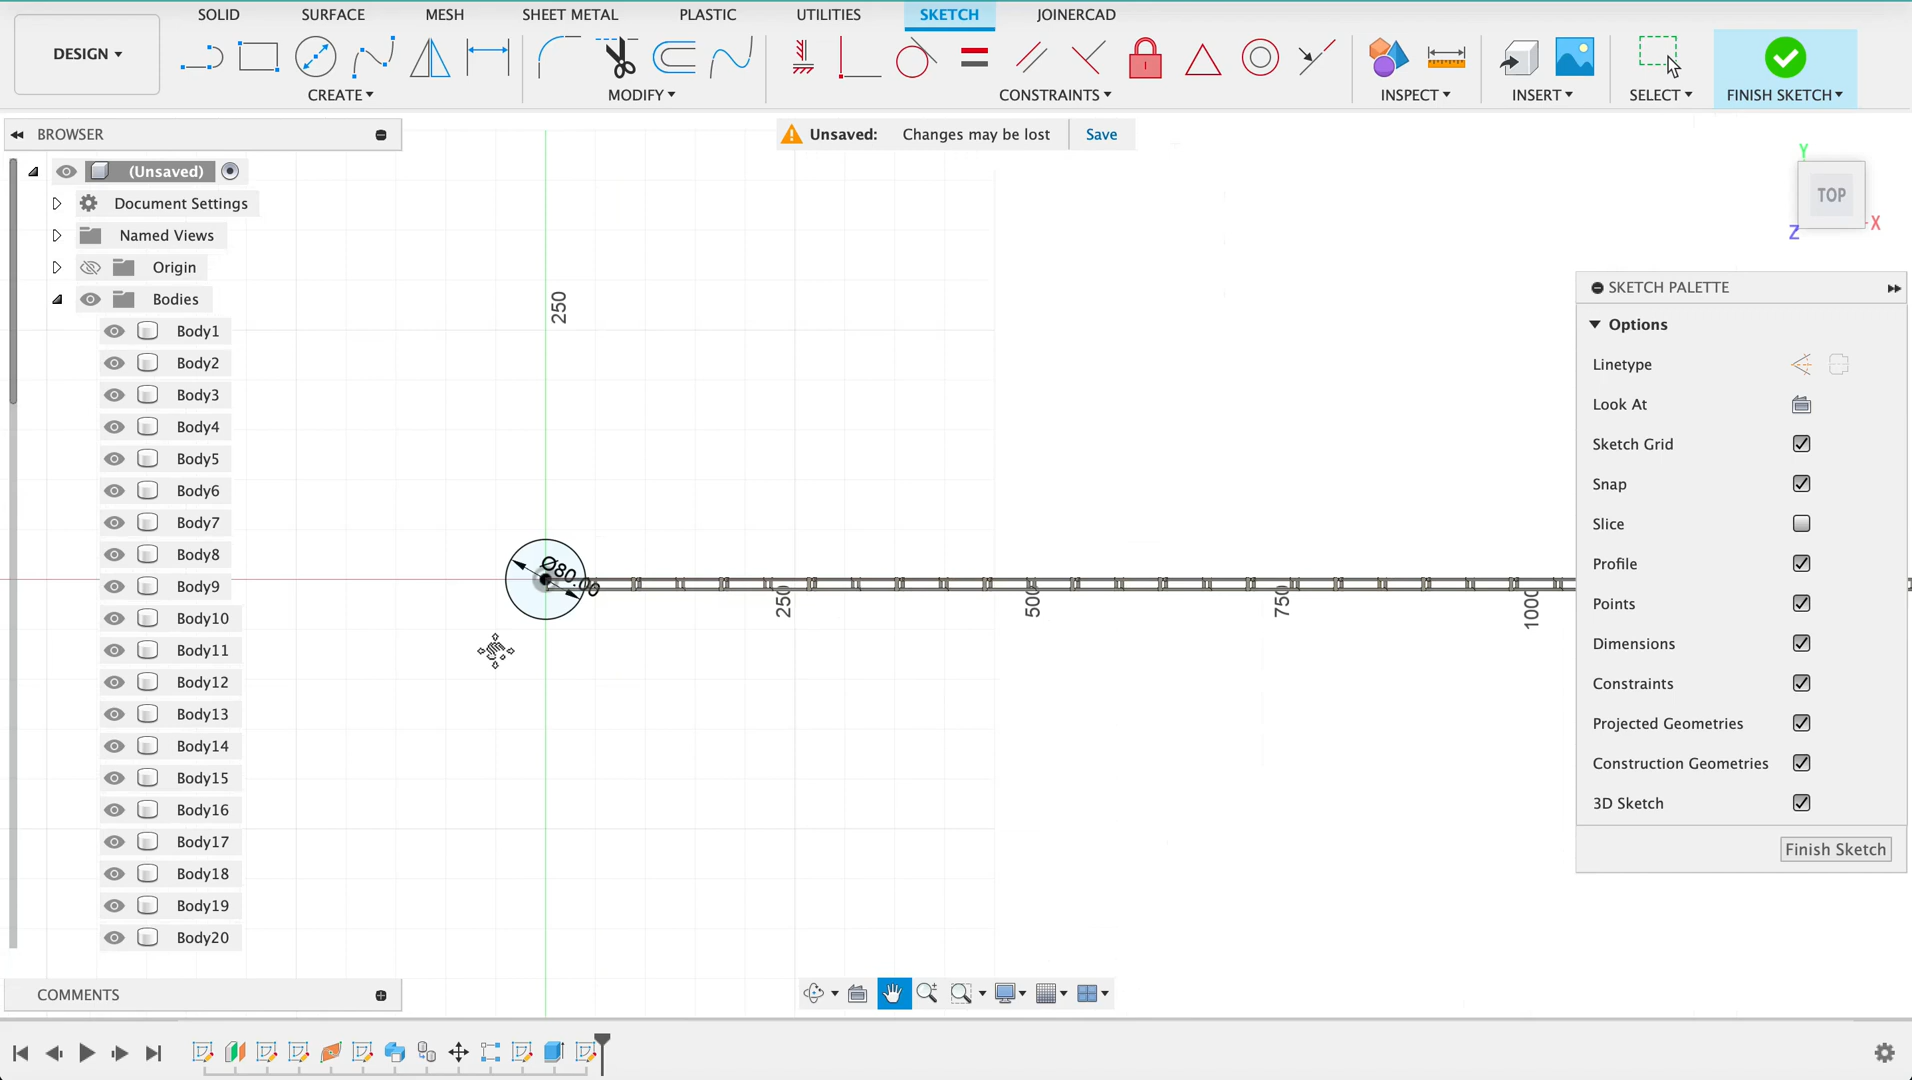 SOLID SURFACE MESH SHEET METAL PLASTIC UTILITIES SKETCH JOINERCAD
DESIGN
CREATE MODIFY CONSTRAINTS INSPECT INSERT SELECT FINISH SKETCH
BROWSER
Unsaved: Changes may be lost Save
(Unsaved)
Document Settings
Named Views
Origin
Bodies
Body1
Body2
Body3
Body4
Body5
Body6
Body7
Body8
Body9
Body10
Body11
Body12
Body13
Body14
Body15
Body16
Body17
Body18
Body19
Body20
COMMENTS
250
Ø80.00
250
500
750
1000
Y
TOP
X
Z
SKETCH PALETTE
Options
Linetype
Look At
Sketch Grid
Snap
Slice
Profile
Points
Dimensions
Constraints
Projected Geometries
Construction Geometries
3D Sketch
Finish Sketch